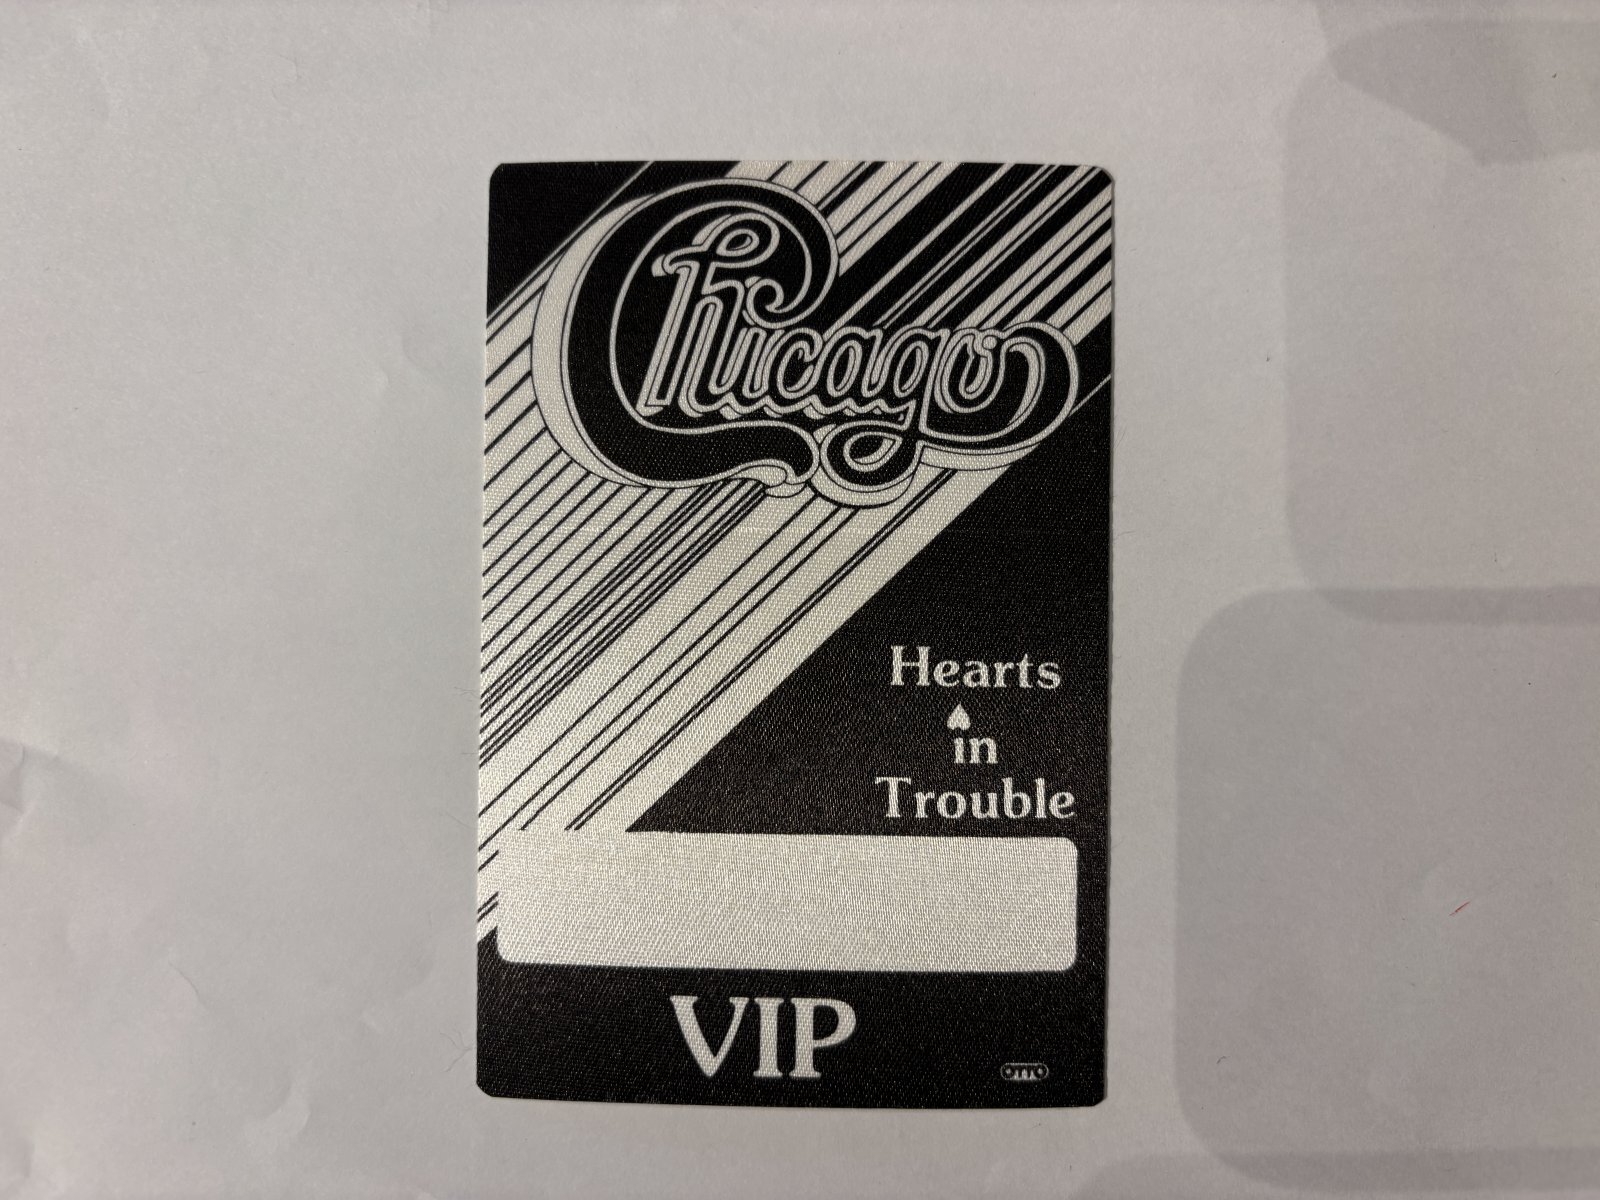 Chicago
Hearts
in
Trouble
VIP
OTTO